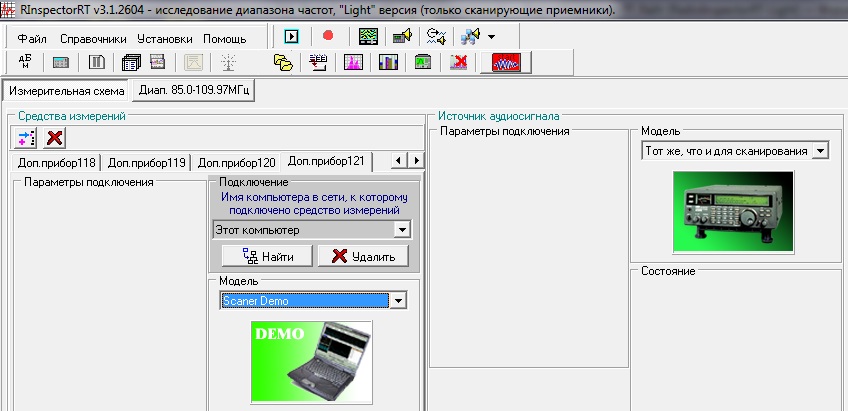 RInspectorRT v3.1.2604 - исследование диапазона частот, "Light" версия (только сканирующие приемники).
Файл Справочники Установки Помощь
дБ
м
Измерительная схема Диап. 85.0-109.97МГц
Средства измерений
Источник аудиосигнала
Доп.прибор118 Доп.прибор119 Доп.прибор120 Доп.прибор121
Параметры подключения
Подключение
Имя компьютера в сети, к которому
подключено средство измерений
Этот компьютер
Найти Удалить
Модель
Scaner Demo
DEMO
Параметры подключения
Модель
Тот же, что и для сканирования
Состояние